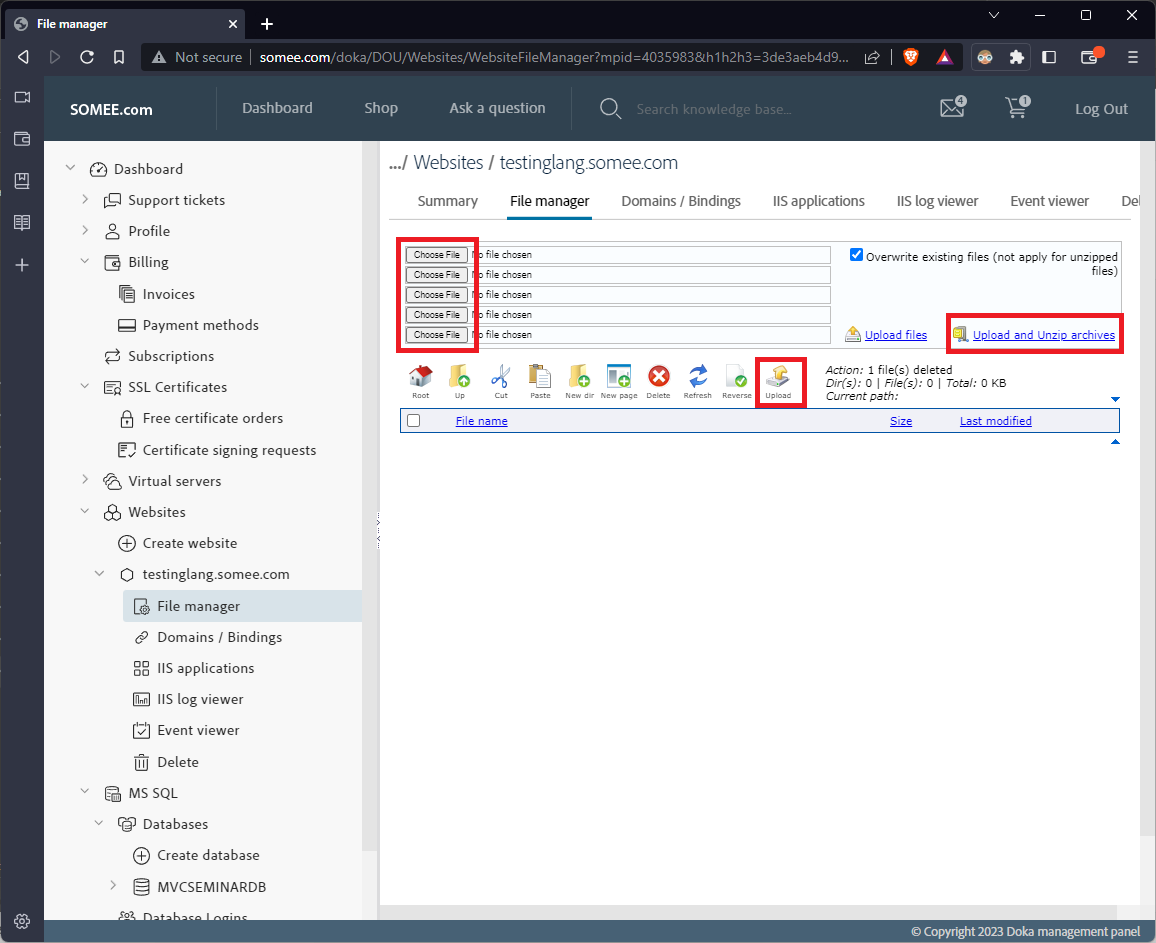 File manager
Not secure
somee.com/doka/DOU/Websites/WebsiteFileManager?mpid=4035983&h1h2h3=3de3aeb4d9...
SOMEE.com
Dashboard
Shop
Ask a question
Search knowledge base...
4
1
Log Out
Dashboard
Support tickets
Profile
Billing
Invoices
Payment methods
Subscriptions
SSL Certificates
Free certificate orders
Certificate signing requests
Virtual servers
Websites
Create website
testinglang.somee.com
File manager
Domains / Bindings
IIS applications
IIS log viewer
Event viewer
Delete
MS SQL
Databases
Create database
MVCSEMINARDB
Database Logins
.../ Websites / testinglang.somee.com
Summary
File manager
Domains / Bindings
IIS applications
IIS log viewer
Event viewer
Del
Choose File No file chosen
Choose File No file chosen
Choose File No file chosen
Choose File No file chosen
Choose File No file chosen
Overwrite existing files (not apply for unzipped
files)
Upload files
Upload and Unzip archives
Root
Up
Cut
Paste
New dir
New page
Delete
Refresh
Reverse
Upload
Action: 1 file(s) deleted
Dir(s): 0 | File(s): 0 | Total: 0 KB
Current path:
File name
Size
Last modified
© Copyright 2023 Doka management panel